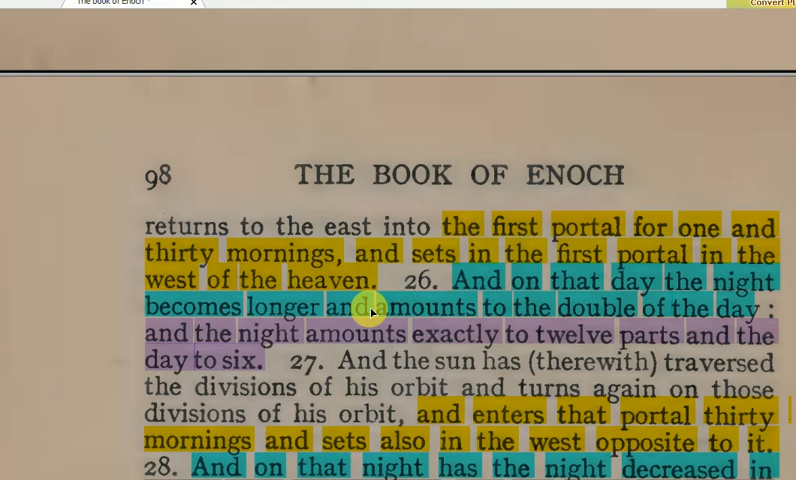 The Book of Enoch
x
98 THE BOOK OF ENOCH
returns to the east into the first portal for one and
thirty mornings, and sets in the first portal in the
west of the heaven. 26. And on that day the night
becomes longer and amounts to the double of the day :
and the night amounts exactly to twelve parts and the
day to six. 27. And the sun has (therewith) traversed
the divisions of his orbit and turns again on those
divisions of his orbit, and enters that portal thirty
mornings and sets also in the west opposite to it.
28. And on that night has the night decreased in